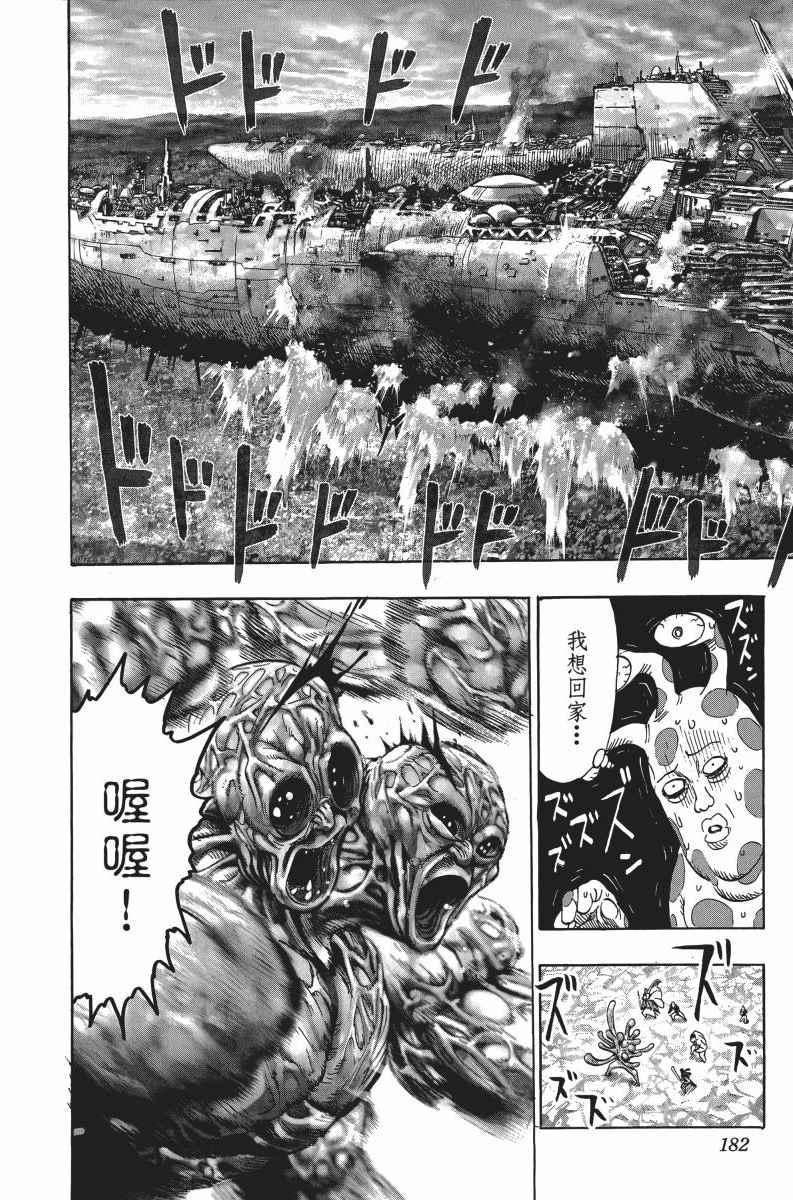 ドド ド ド
ド ド ド ド ド ド ド ド
我想回家…
ズズン
ズズズン
ズ
ズ
ズ
ズズ
喔喔！
182